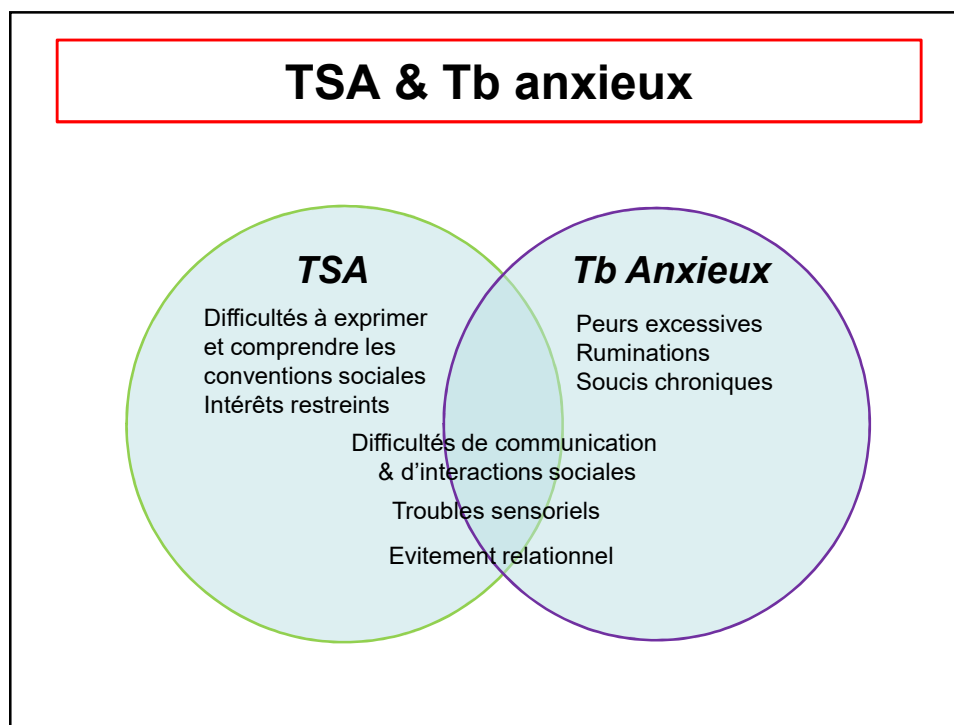 TSA & Tb anxieux
TSA
Difficultés à exprimer
et comprendre les
conventions sociales
Intérêts restreints
Tb Anxieux
Peurs excessives
Ruminations
Soucis chroniques
Difficultés de communication
& d'interactions sociales
Troubles sensoriels
Evitement relationnel